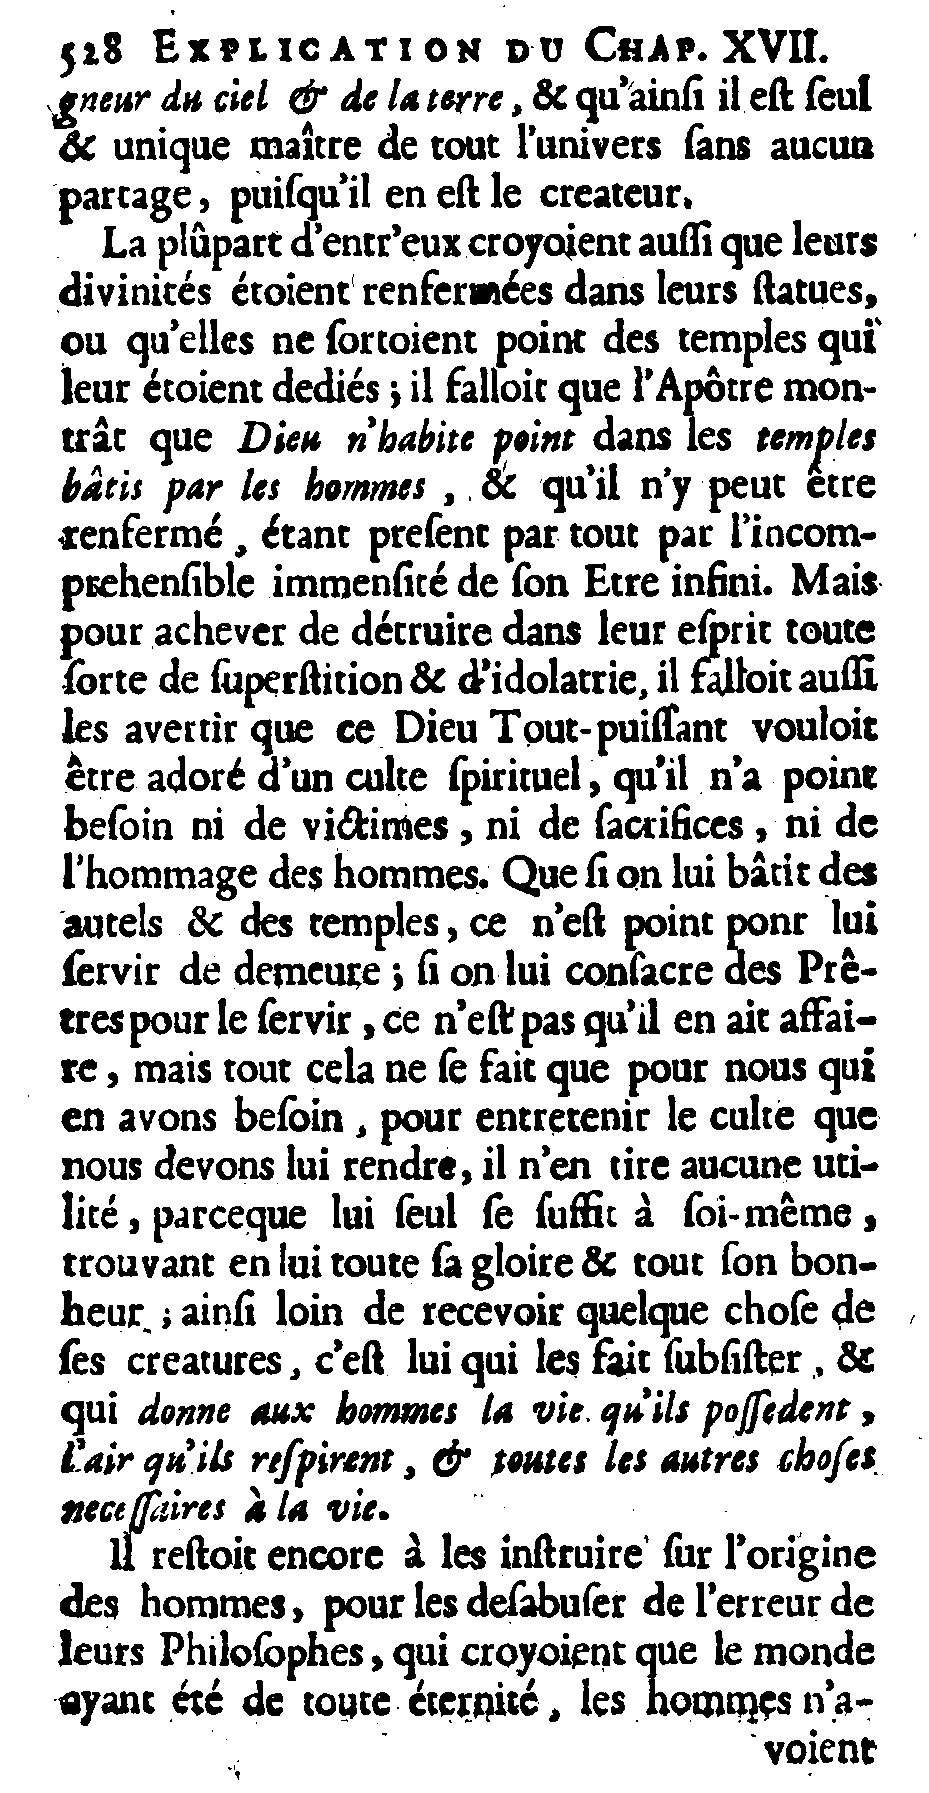 528 EXPLICATION DU CHAP. XVII.
gneur du ciel & de la terre, & qu'ainſi il eſt ſeul
& unique maître de tout l'univers ſans aucun
partage, puiſqu'il en eſt le createur.
La plûpart d'entr'eux croyoient auſſi que leurs
divinités étoient renfermées dans leurs ſtatues,
ou qu'elles ne ſortoient point des temples qui
leur étoient dediés ; il falloit que l'Apôtre mon-
trât que Dieu n'habite point dans les temples
bâtis par les hommes, & qu'il n'y peut être
renfermé, étant preſent par tout par l'incom-
prehenſible immenſité de ſon Etre infini. Mais
pour achever de détruire dans leur eſprit toute
ſorte de ſuperſtition & d'idolatrie, il falloit auſſi
les avertir que ce Dieu Tout-puiſſant vouloit
être adoré d'un culte ſpirituel, qu'il n'a point
beſoin ni de victimes, ni de ſacrifices, ni de
l'hommage des hommes. Que ſi on lui bâtit des
autels & des temples, ce n'eſt point ponr lui
ſervir de demeure ; ſi on lui conſacre des Prê-
tres pour le ſervir, ce n'eſt pas qu'il en ait affai-
re, mais tout cela ne ſe fait que pour nous qui
en avons beſoin, pour entretenir le culte que
nous devons lui rendre, il n'en tire aucune uti-
lité, parceque lui ſeul ſe ſuffit à ſoi-même,
trouvant en lui toute ſa gloire & tout ſon bon-
heur ; ainſi loin de recevoir quelque choſe de
ſes creatures, c'eſt lui qui les fait ſubſiſter, &
qui donne aux hommes la vie qu'ils poſſedent,
l'air qu'ils reſpirent, & toutes les autres choſes
neceſſaires à la vie.
Il reſtoit encore à les inſtruire ſur l'origine
des hommes, pour les deſabuſer de l'erreur de
leurs Philoſophes, qui croyoient que le monde
ayant été de toute éternité, les hommes n'a-
voient